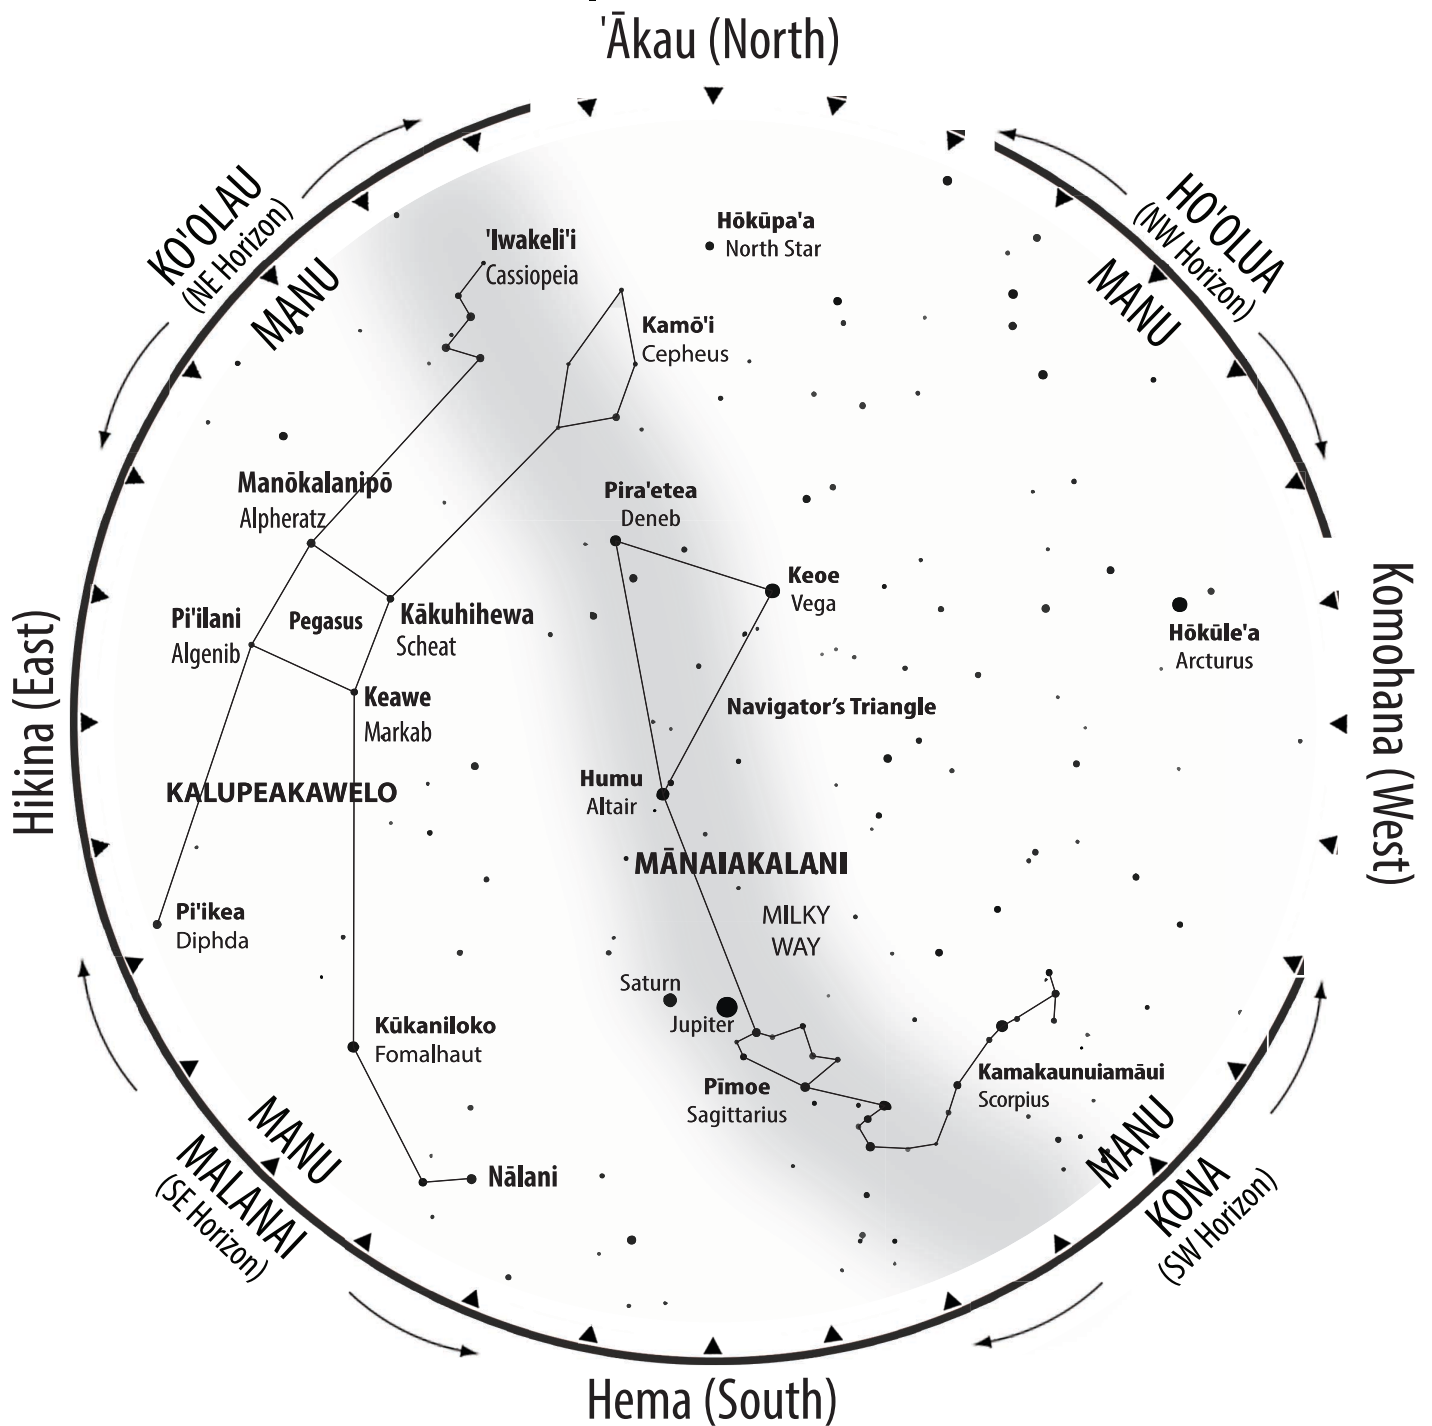 'Ākau (North)
KO'OLAU
(NE Horizon)
MANU
HO'OLUA
(NW Horizon)
MANU
Hōkūpa'a
North Star
'Iwakeli'i
Cassiopeia
Kamō'i
Cepheus
Manōkalanipō
Alpheratz
Pira'etea
Deneb
Keoe
Vega
Pi'ilani
Algenib
Pegasus
Kākuhihewa
Scheat
Hōkūle'a
Arcturus
Hikina (East)
Komohana (West)
Keawe
Markab
Navigator's Triangle
KALUPEAKAWELO
Humu
Altair
MĀNAIAKALANI
MILKY
WAY
Pi'ikea
Diphda
Saturn
Jupiter
Kūkaniloko
Fomalhaut
Pīmoe
Sagittarius
Kamakaunuiamāui
Scorpius
Nālani
MANU
MALANAI
(SE Horizon)
MANU
KONA
(SW Horizon)
Hema (South)